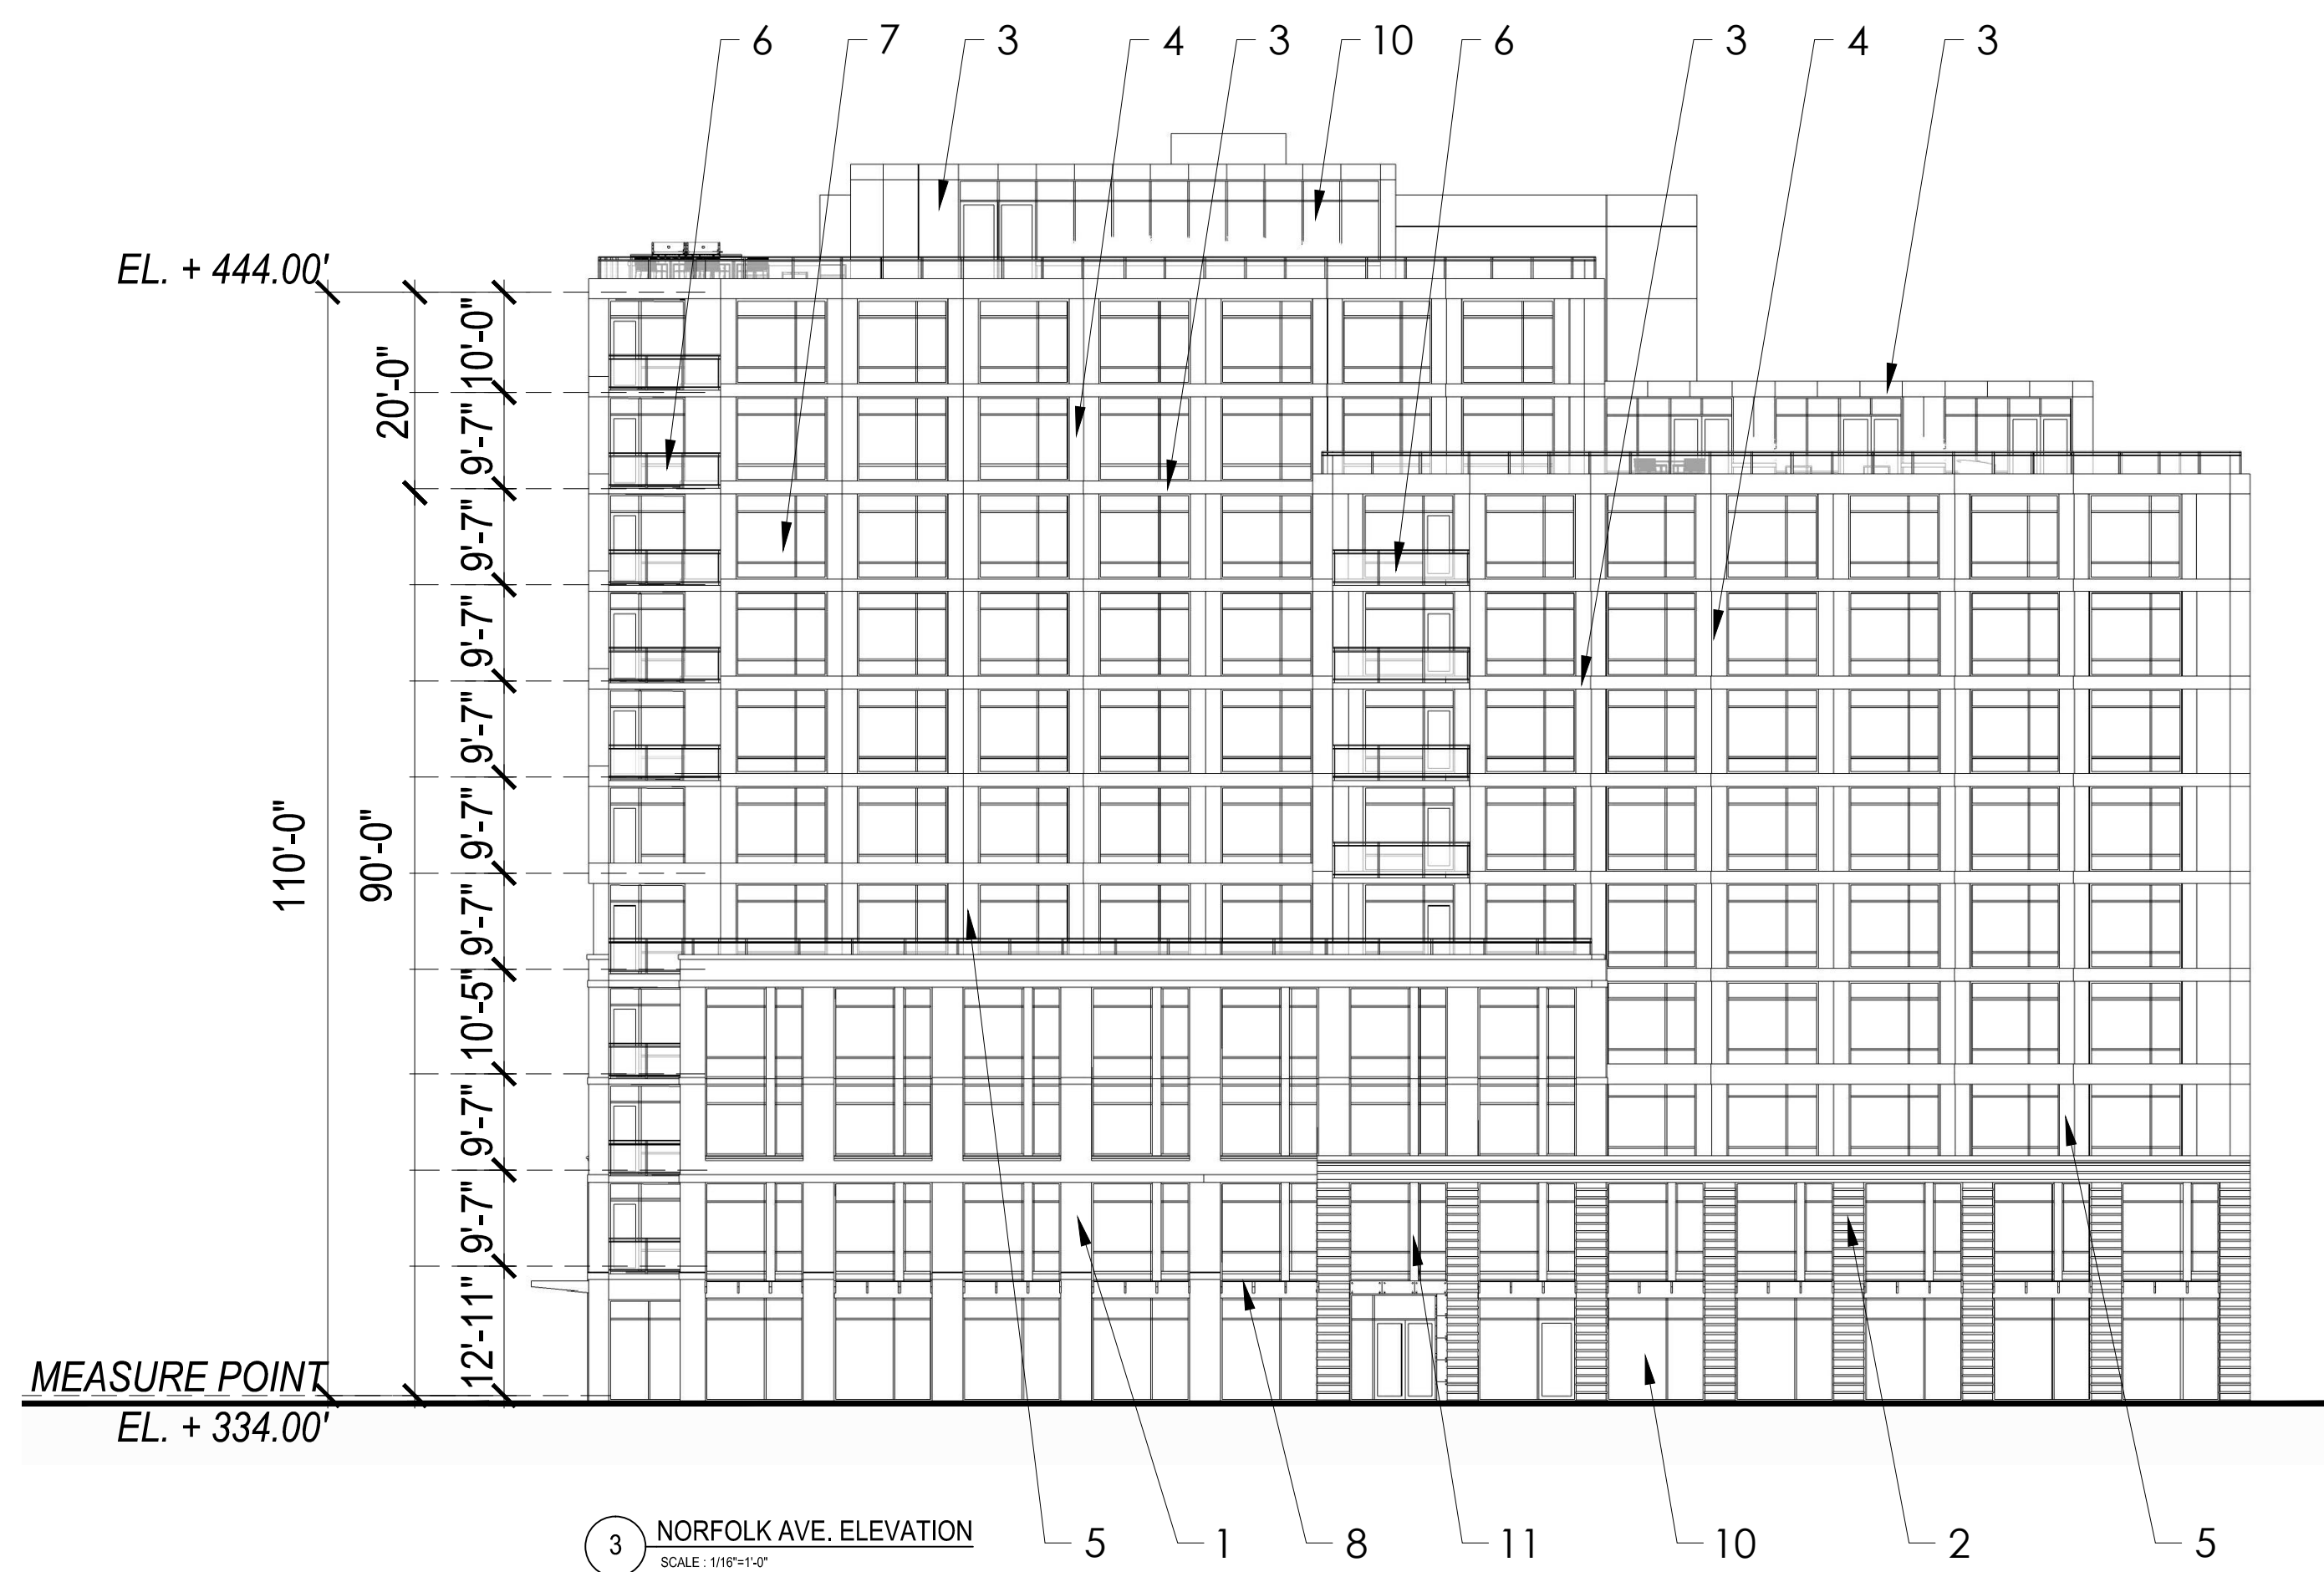 6 7 3 4 3 10 6 3 4 3
EL. + 444.00'
10'-0"
20'-0"
9'-7"
9'-7"
9'-7"
9'-7"
110'-0"
90'-0"
9'-7"
9'-7"
10'-5"
9'-7"
9'-7"
12'-11"
MEASURE POINT
EL. + 334.00'
3 NORFOLK AVE. ELEVATION
SCALE : 1/16"=1'-0"
5 1 8 11 10 2 5